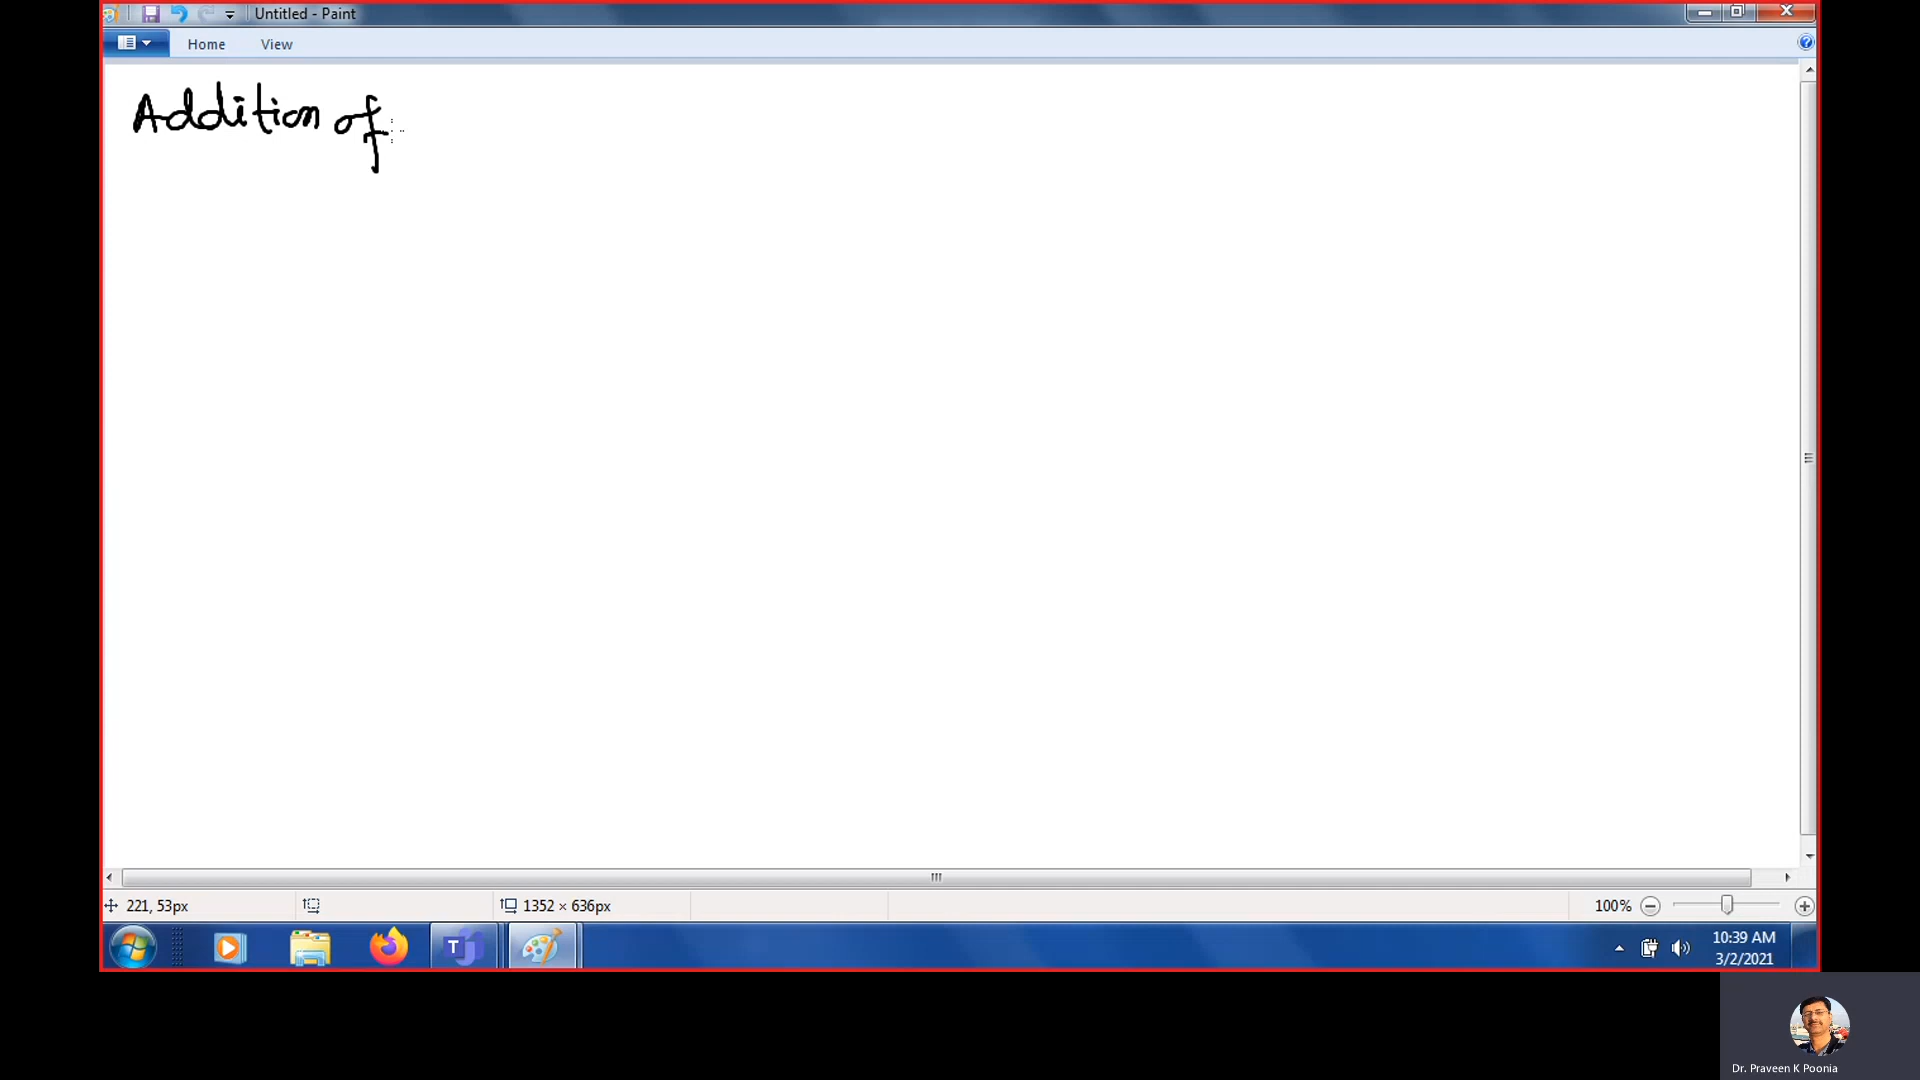 Untitled - Paint
Home View
Addition of
221, 53px
1352 × 636px
100%
T
10:39 AM
3/2/2021
Dr. Praveen K Poonia